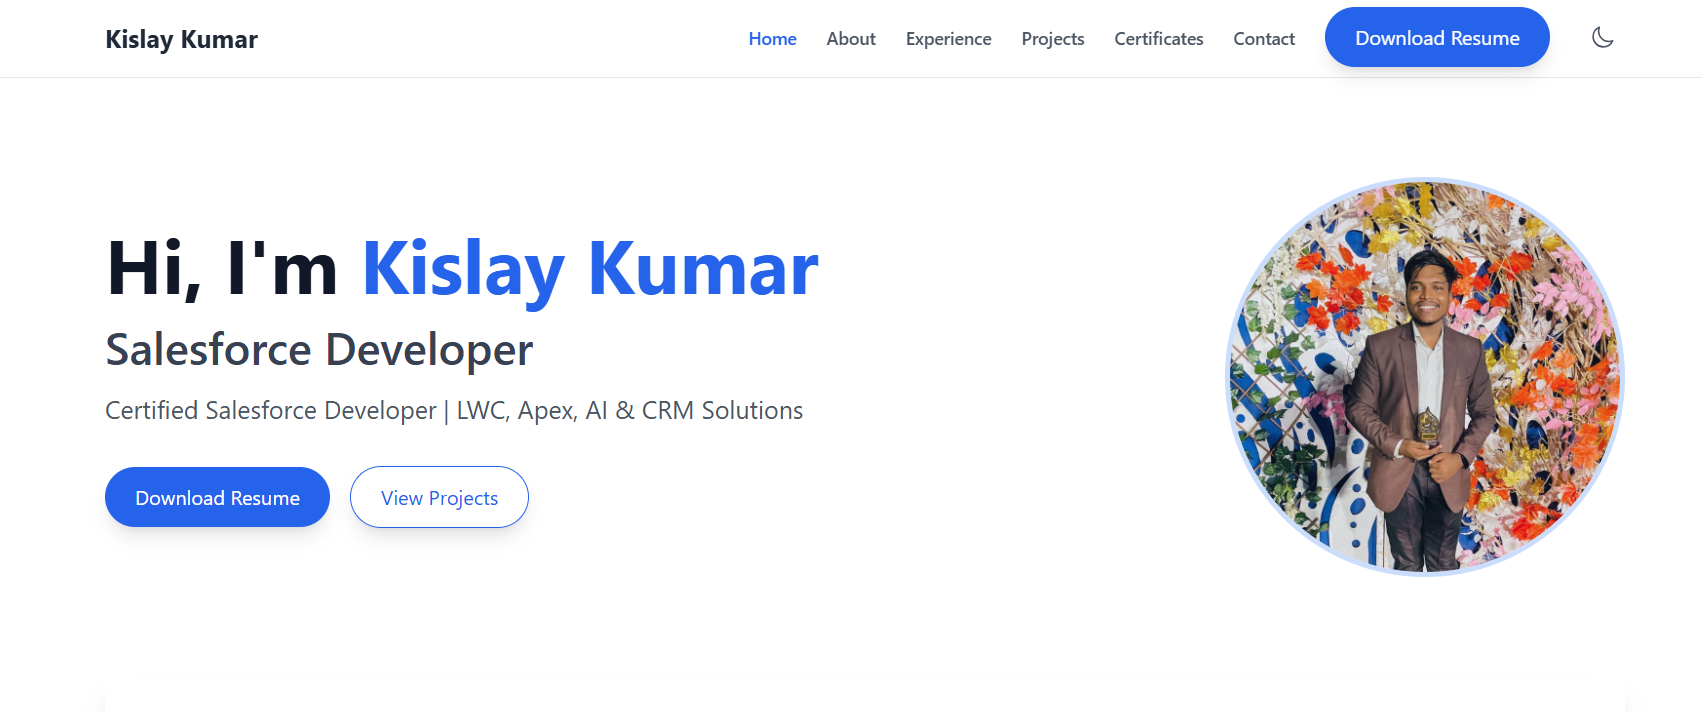 Kislay Kumar
Home About Experience Projects Certificates Contact Download Resume
Hi, I'm Kislay Kumar
Salesforce Developer
Certified Salesforce Developer | LWC, Apex, AI & CRM Solutions
Download Resume View Projects